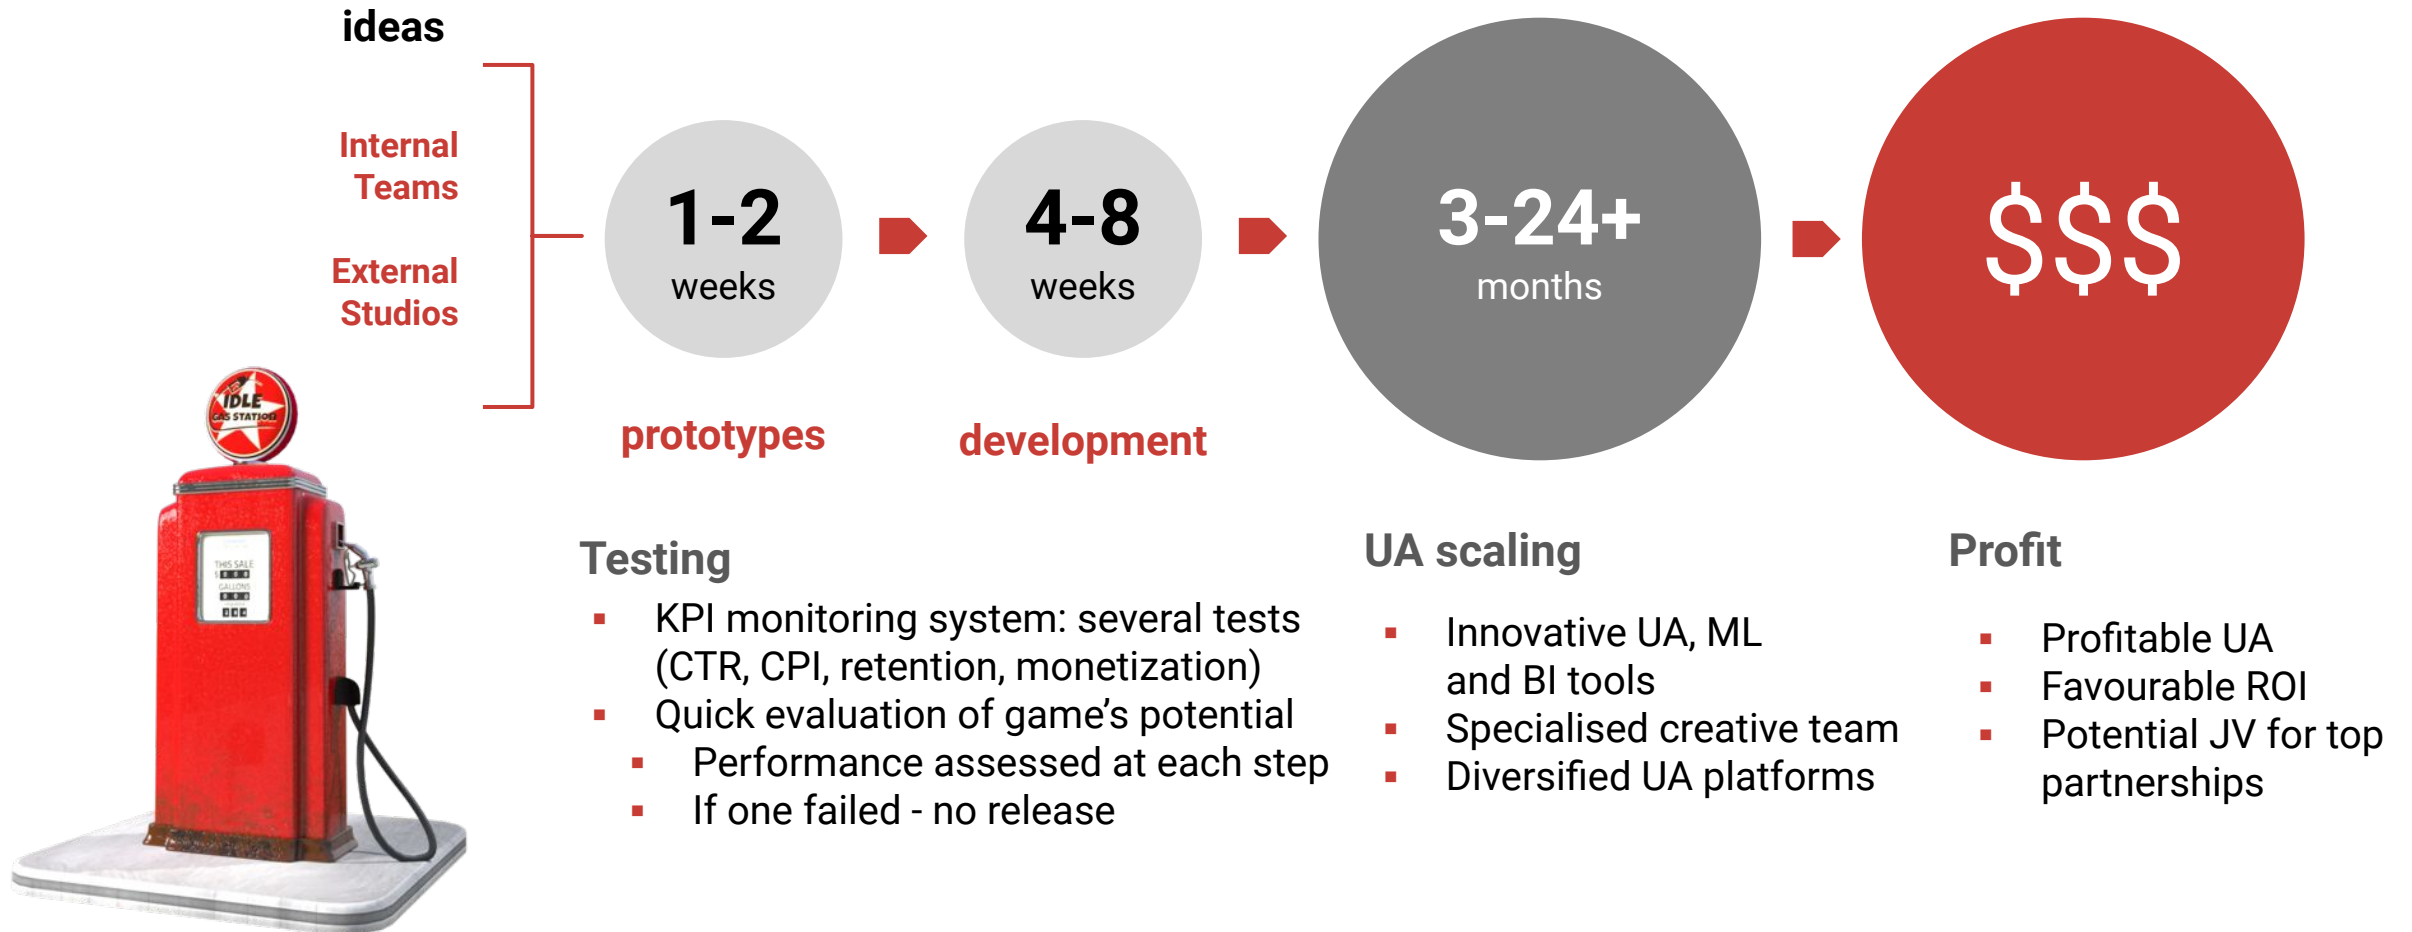 ideas
Internal
Teams
External
Studios
1-2
weeks
4-8
weeks
3-24+
months
$$$
prototypes
development
IDLE
GAS STATION
THIS SALE
GALLONS
Testing
▪ KPI monitoring system: several tests
(CTR, CPI, retention, monetization)
▪ Quick evaluation of game’s potential
▪ Performance assessed at each step
▪ If one failed - no release
UA scaling
▪ Innovative UA, ML
and BI tools
▪ Specialised creative team
▪ Diversified UA platforms
Profit
▪ Profitable UA
▪ Favourable ROI
▪ Potential JV for top
partnerships